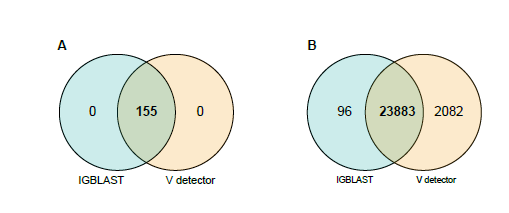 A
B
0
155
0
96
23883
2082
IGBLAST
V detector
IGBLAST
V detector